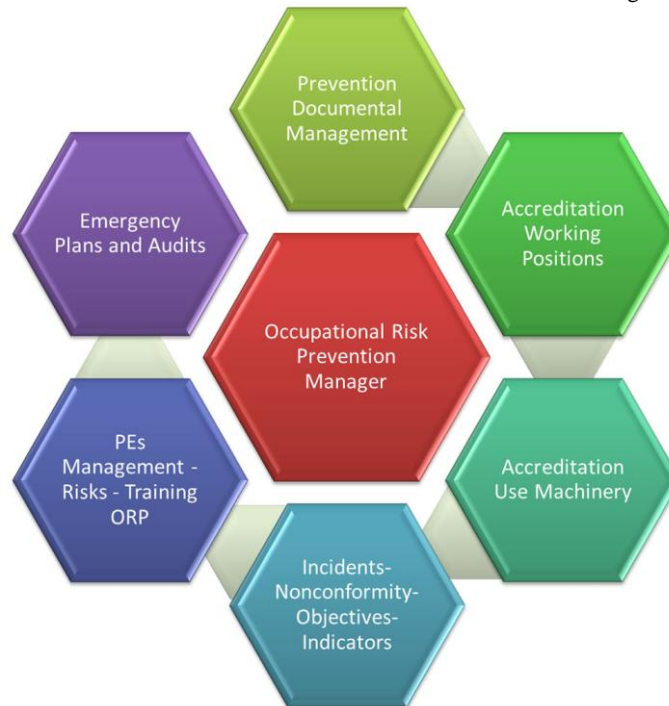 Prevention
Documental
Management
Accreditation
Working
Positions
Accreditation
Use Machinery
Incidents-
Nonconformity-
Objectives-
Indicators
PEs
Management -
Risks - Training
ORP
Emergency
Plans and Audits
Occupational Risk
Prevention
Manager